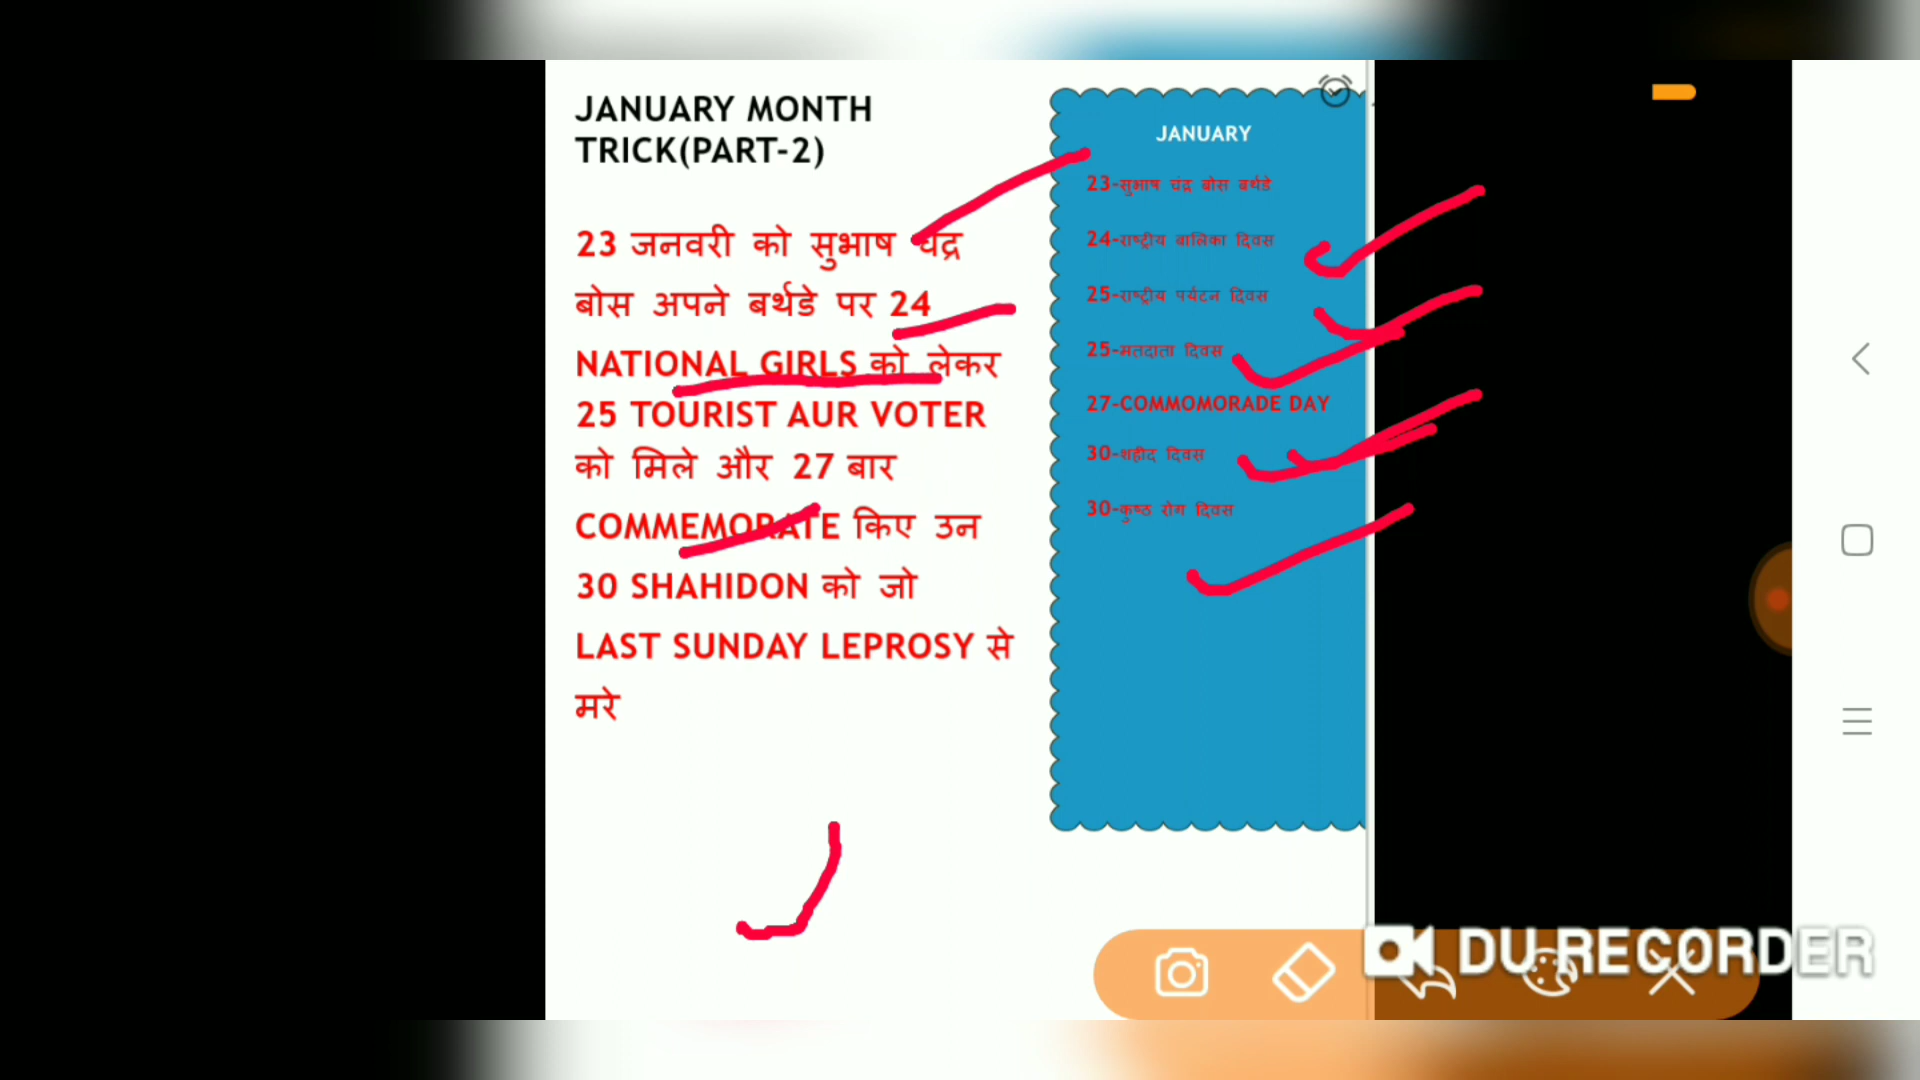 JANUARY MONTH
TRICK(PART-2)
23 जनवरी को सुभाष चंद्र
बोस अपने बर्थडे पर 24
NATIONAL GIRLS को लेकर
25 TOURIST AUR VOTER
को मिले और 27 बार
COMMEMORATE किए उन
30 SHAHIDON को जो
LAST SUNDAY LEPROSY से
मरे
JANUARY
23-सुभाष चंद्र बोस बर्थडे
24-राष्ट्रीय बालिका दिवस
25-राष्ट्रीय पर्यटन दिवस
25-मतदाता दिवस
27-COMMOMORADE DAY
30-शहीद दिवस
30-कुष्ठ रोग दिवस
DU RECORDER